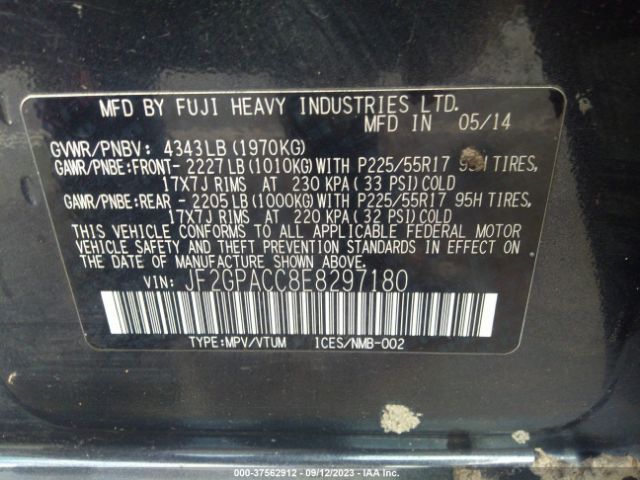 MFD BY FUJI HEAVY INDUSTRIES LTD.
MFD IN 05/14
GVWR/PNBV: 4343LB (1970KG)
GAWR/PNBE:FRONT- 2227LB (1010KG) WITH P225/55R17 TIRES,
17X7J RIMS AT 230 KPA (33 PSI) COLD
GAWR/PNBE:REAR - 2205LB (1000KG) WITH P225/55R17 95H TIRES,
17X7J RIMS AT 220 KPA (32 PSI) COLD
THIS VEHICLE CONFORMS TO ALL APPLICABLE FEDERAL MOTOR
VEHICLE SAFETY AND THEFT PREVENTION STANDARDS IN EFFECT ON
THE DATE OF MANUFACTURE SHOWN ABOVE.
VIN: JF2GPACC8E8297180
TYPE:MPV/VTUM ICES/NMB-002
000-37562912 - 09/12/2023 - IAA Inc.